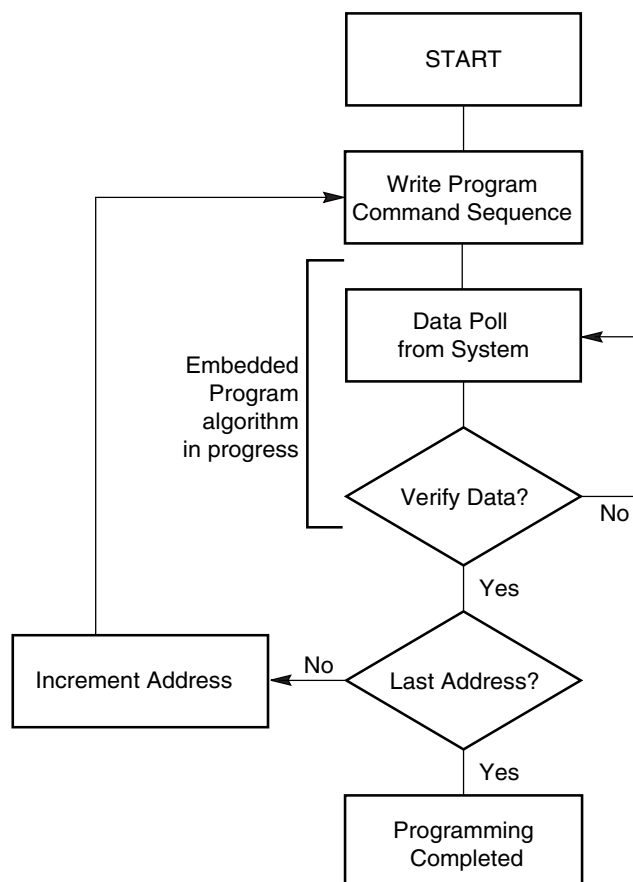 START
Write Program
Command Sequence
Data Poll
from System
Embedded
Program
algorithm
in progress
Verify Data?
No
Yes
No
Increment Address
Last Address?
Yes
Programming
Completed